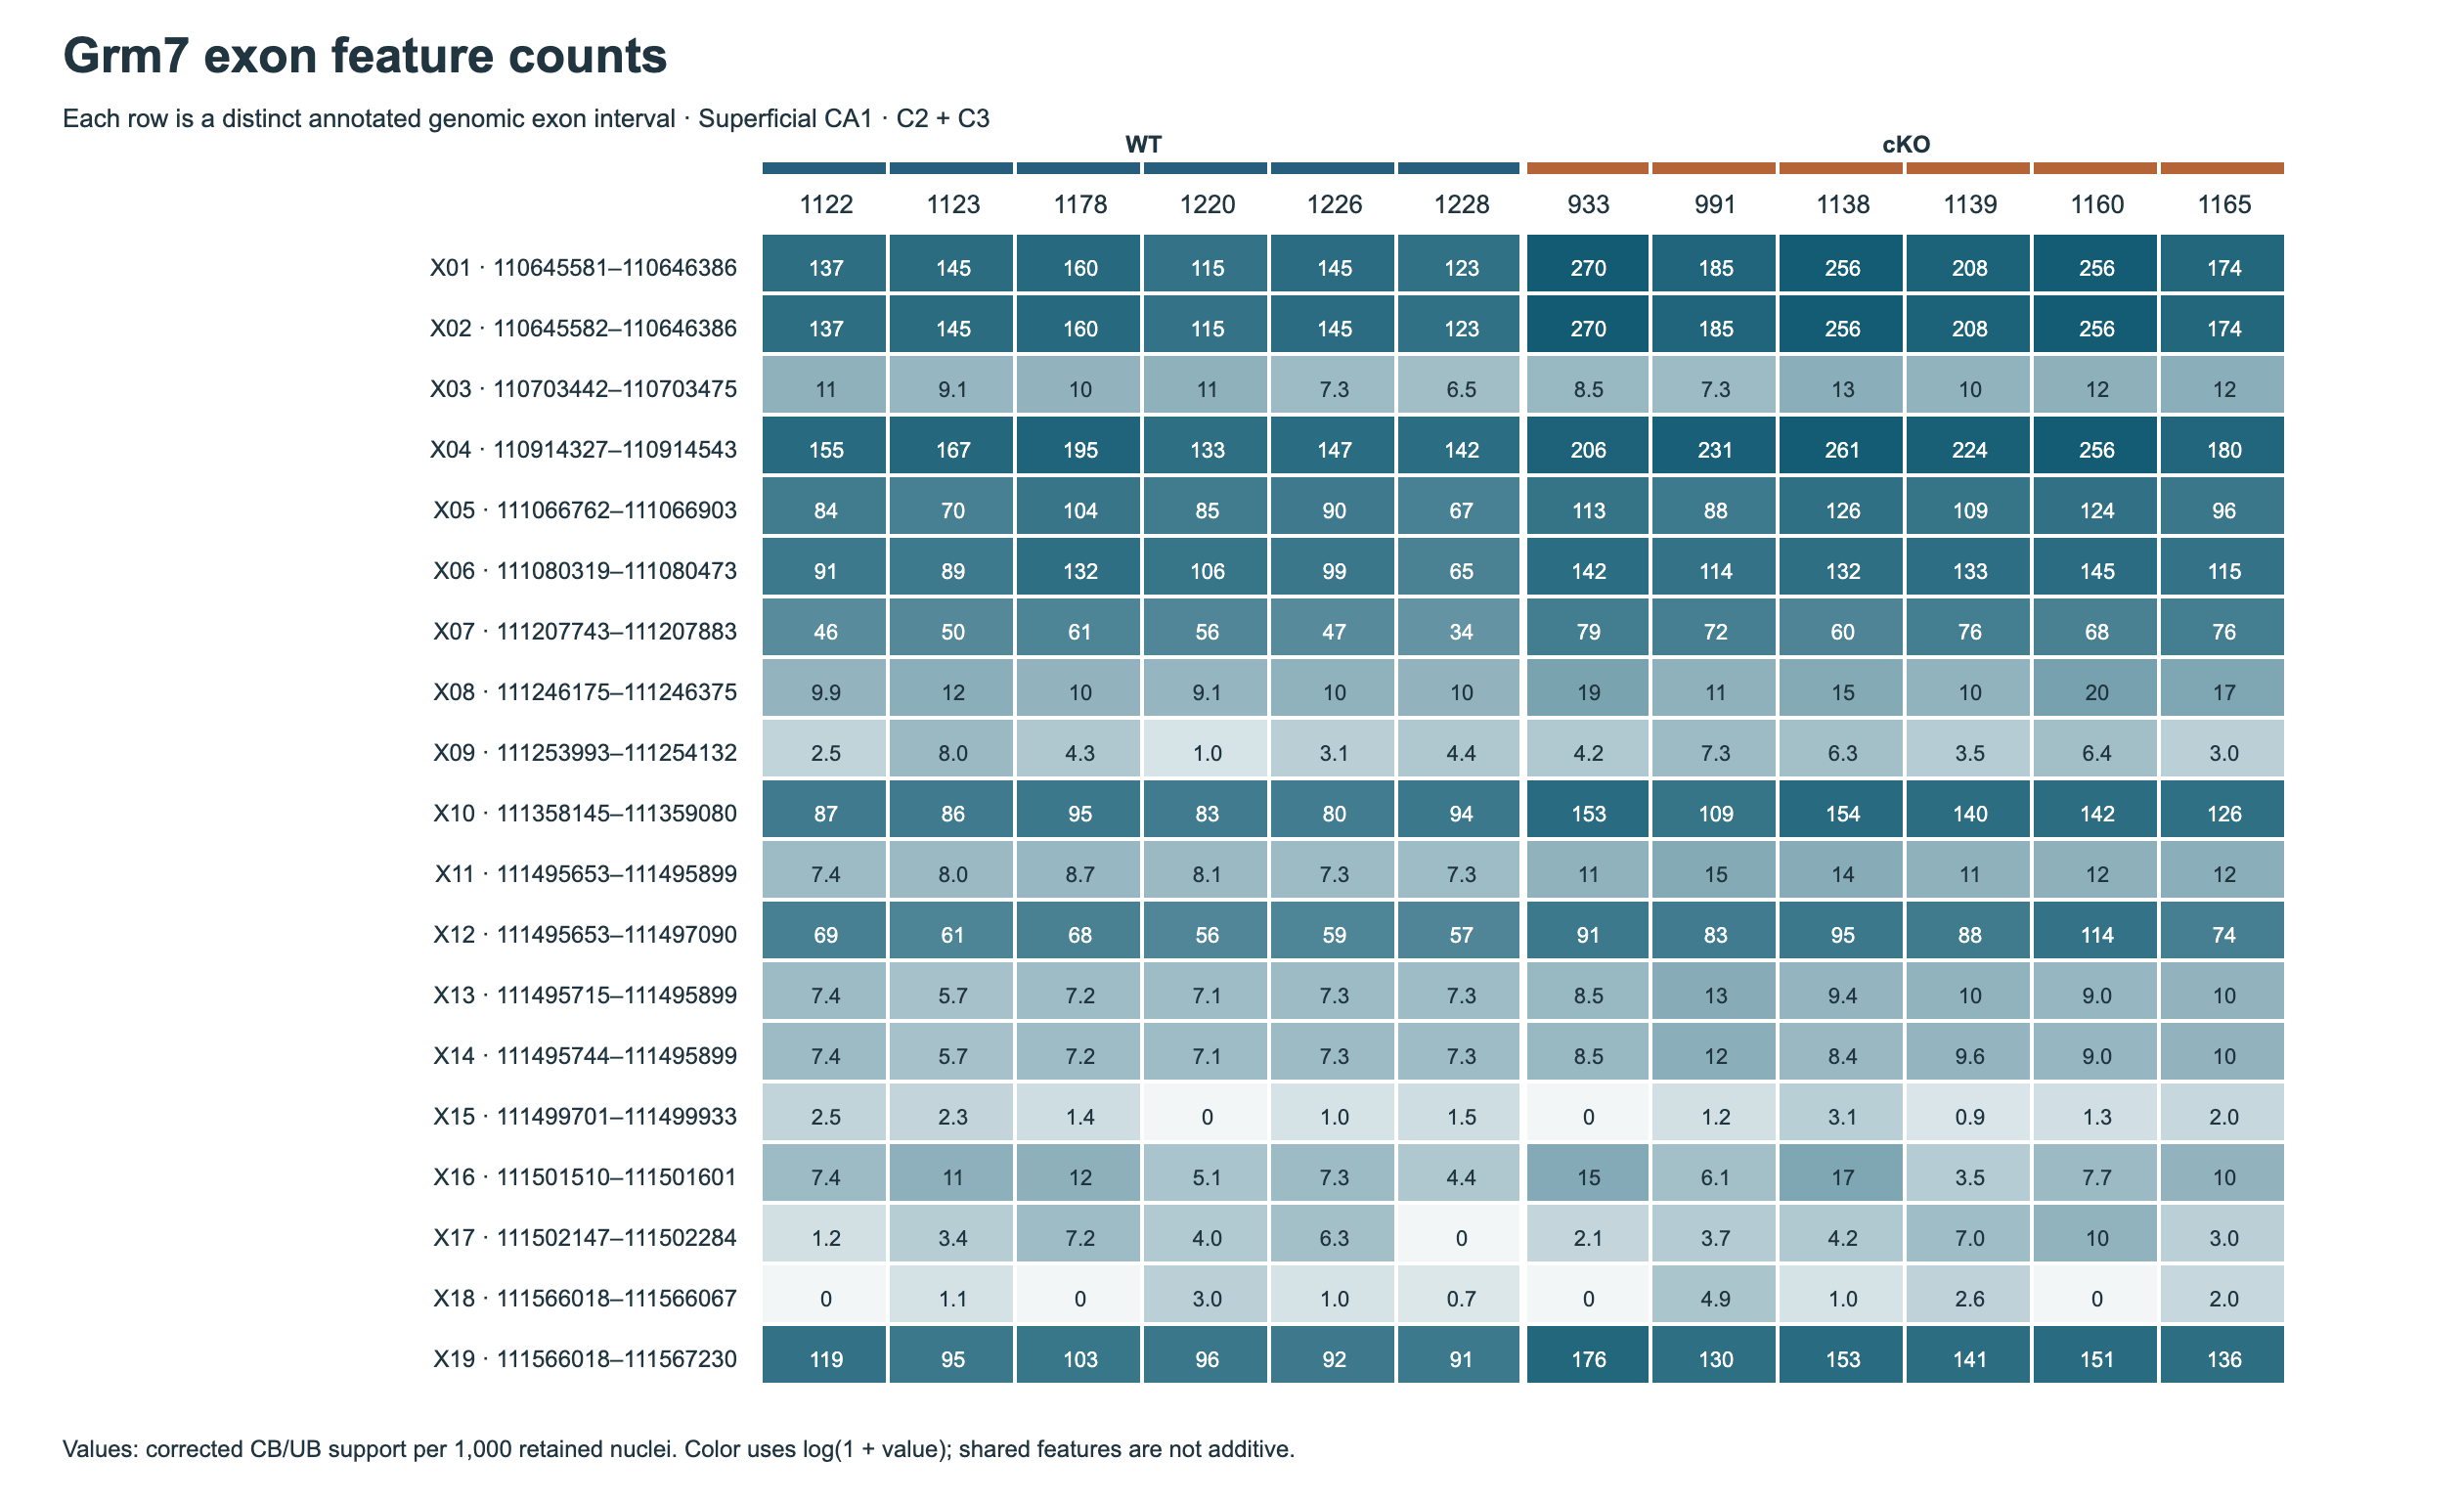 Grm7 exon feature counts
Each row is a distinct annotated genomic exon interval · Superficial CA1 · C2 + C3
WT cKO
1122 1123 1178 1220 1226 1228 933 991 1138 1139 1160 1165
X01 · 110645581–110646386 137 145 160 115 145 123 270 185 256 208 256 174
X02 · 110645582–110646386 137 145 160 115 145 123 270 185 256 208 256 174
X03 · 110703442–110703475 11 9.1 10 11 7.3 6.5 8.5 7.3 13 10 12 12
X04 · 110914327–110914543 155 167 195 133 147 142 206 231 261 224 256 180
X05 · 111066762–111066903 84 70 104 85 90 67 113 88 126 109 124 96
X06 · 111080319–111080473 91 89 132 106 99 65 142 114 132 133 145 115
X07 · 111207743–111207883 46 50 61 56 47 34 79 72 60 76 68 76
X08 · 111246175–111246375 9.9 12 10 9.1 10 10 19 11 15 10 20 17
X09 · 111253993–111254132 2.5 8.0 4.3 1.0 3.1 4.4 4.2 7.3 6.3 3.5 6.4 3.0
X10 · 111358145–111359080 87 86 95 83 80 94 153 109 154 140 142 126
X11 · 111495653–111495899 7.4 8.0 8.7 8.1 7.3 7.3 11 15 14 11 12 12
X12 · 111495653–111497090 69 61 68 56 59 57 91 83 95 88 114 74
X13 · 111495715–111495899 7.4 5.7 7.2 7.1 7.3 7.3 8.5 13 9.4 10 9.0 10
X14 · 111495744–111495899 7.4 5.7 7.2 7.1 7.3 7.3 8.5 12 8.4 9.6 9.0 10
X15 · 111499701–111499933 2.5 2.3 1.4 0 1.0 1.5 0 1.2 3.1 0.9 1.3 2.0
X16 · 111501510–111501601 7.4 11 12 5.1 7.3 4.4 15 6.1 17 3.5 7.7 10
X17 · 111502147–111502284 1.2 3.4 7.2 4.0 6.3 0 2.1 3.7 4.2 7.0 10 3.0
X18 · 111566018–111566067 0 1.1 0 3.0 1.0 0.7 0 4.9 1.0 2.6 0 2.0
X19 · 111566018–111567230 119 95 103 96 92 91 176 130 153 141 151 136
Values: corrected CB/UB support per 1,000 retained nuclei. Color uses log(1 + value); shared features are not additive.